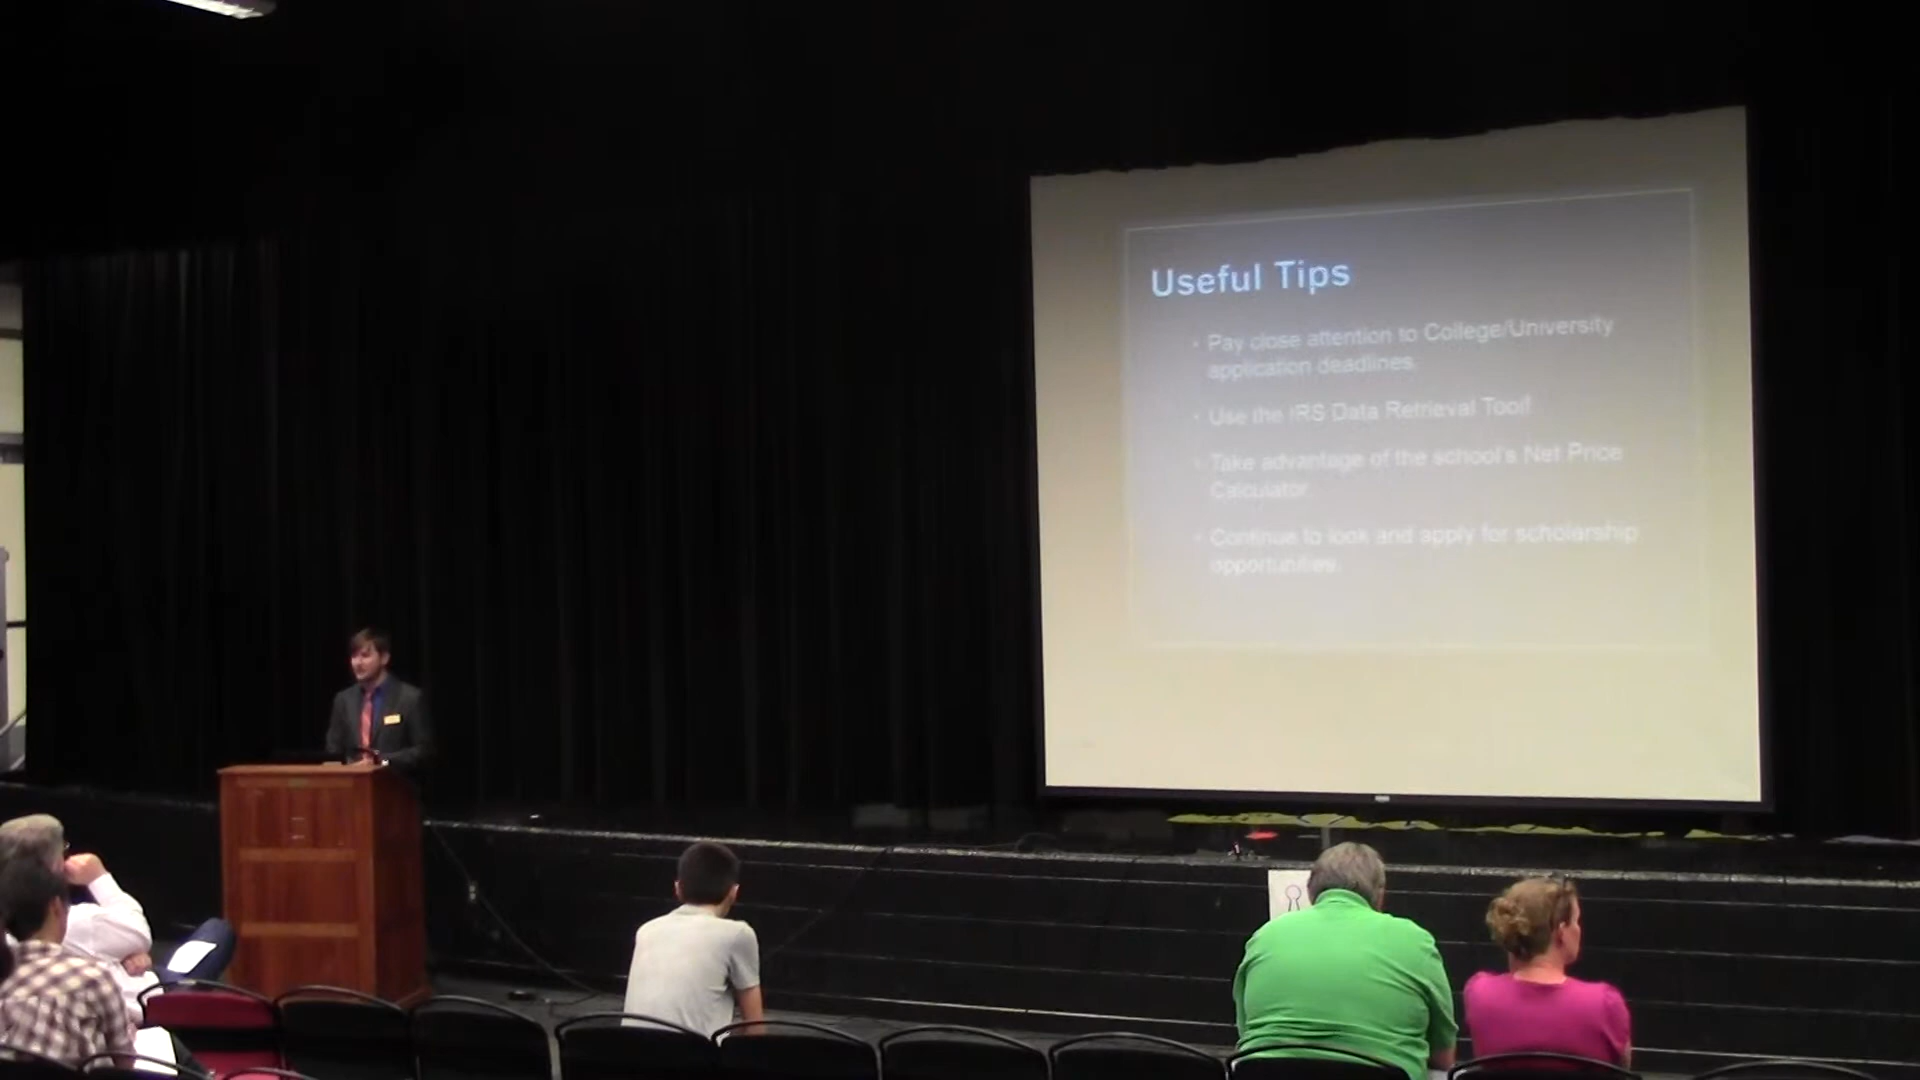 Useful Tips
• Pay close attention to College/University
application deadlines.
• Use the IRS Data Retrieval Tool!
• Take advantage of the school's Net Price
Calculator.
• Continue to look and apply for scholarship
opportunities.